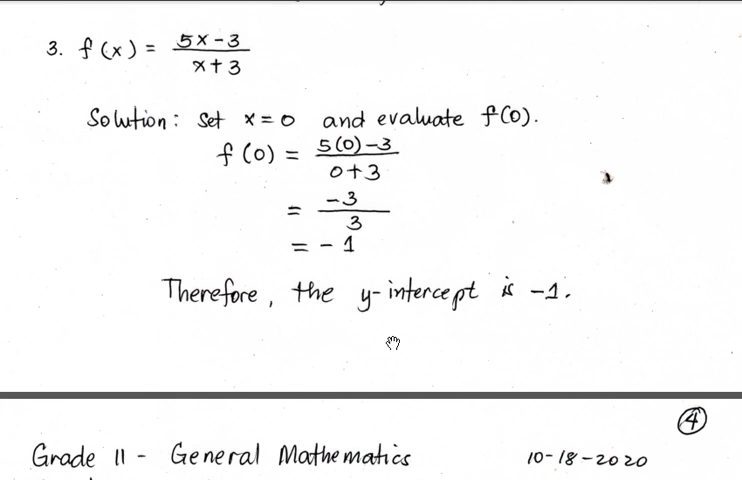 3. f(x) = 5x-3 / x+3
Solution: Set x=0 and evaluate f(0).
f(0) = 5(0)-3 / 0+3
= -3 / 3
= -1
Therefore, the y-intercept is -1.
4
Grade 11 - General Mathematics 10-18-2020